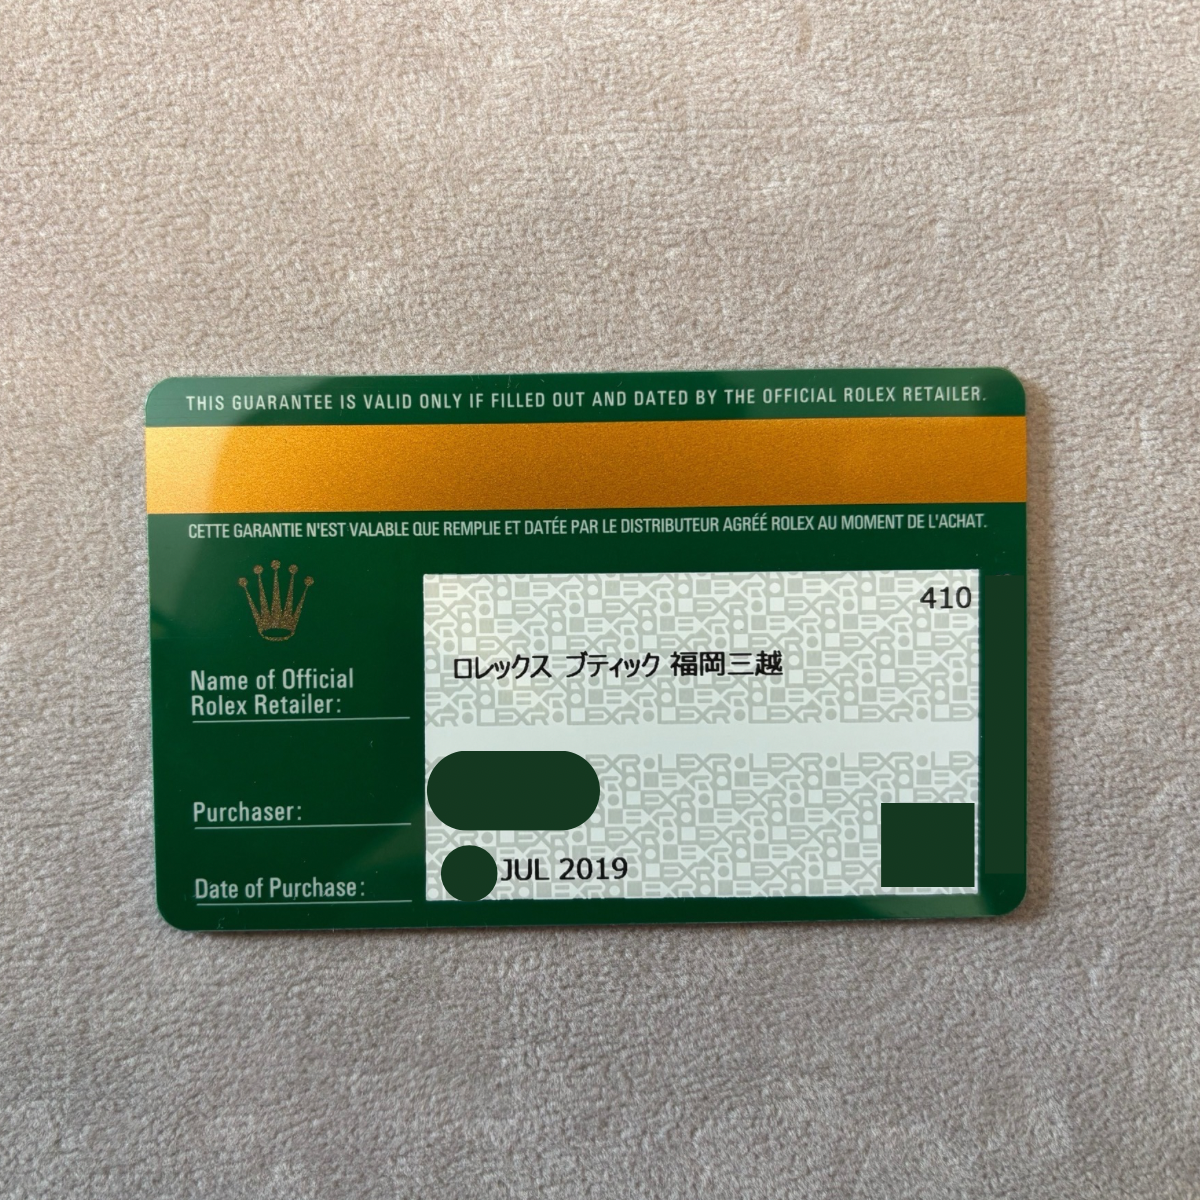 THIS GUARANTEE IS VALID ONLY IF FILLED OUT AND DATED BY THE OFFICIAL ROLEX RETAILER.
CETTE GARANTIE N'EST VALABLE QUE REMPLIE ET DATÉE PAR LE DISTRIBUTEUR AGRÉÉ ROLEX AU MOMENT DE L'ACHAT.
410
Name of Official
Rolex Retailer:
ロレックス ブティック 福岡三越
Purchaser:
Date of Purchase:
JUL 2019